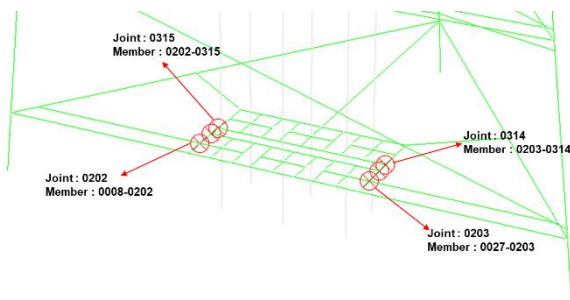 Joint : 0315
Member : 0202-0315
Joint : 0314
Member : 0203-0314
Joint : 0202
Member : 0008-0202
Joint : 0203
Member : 0027-0203